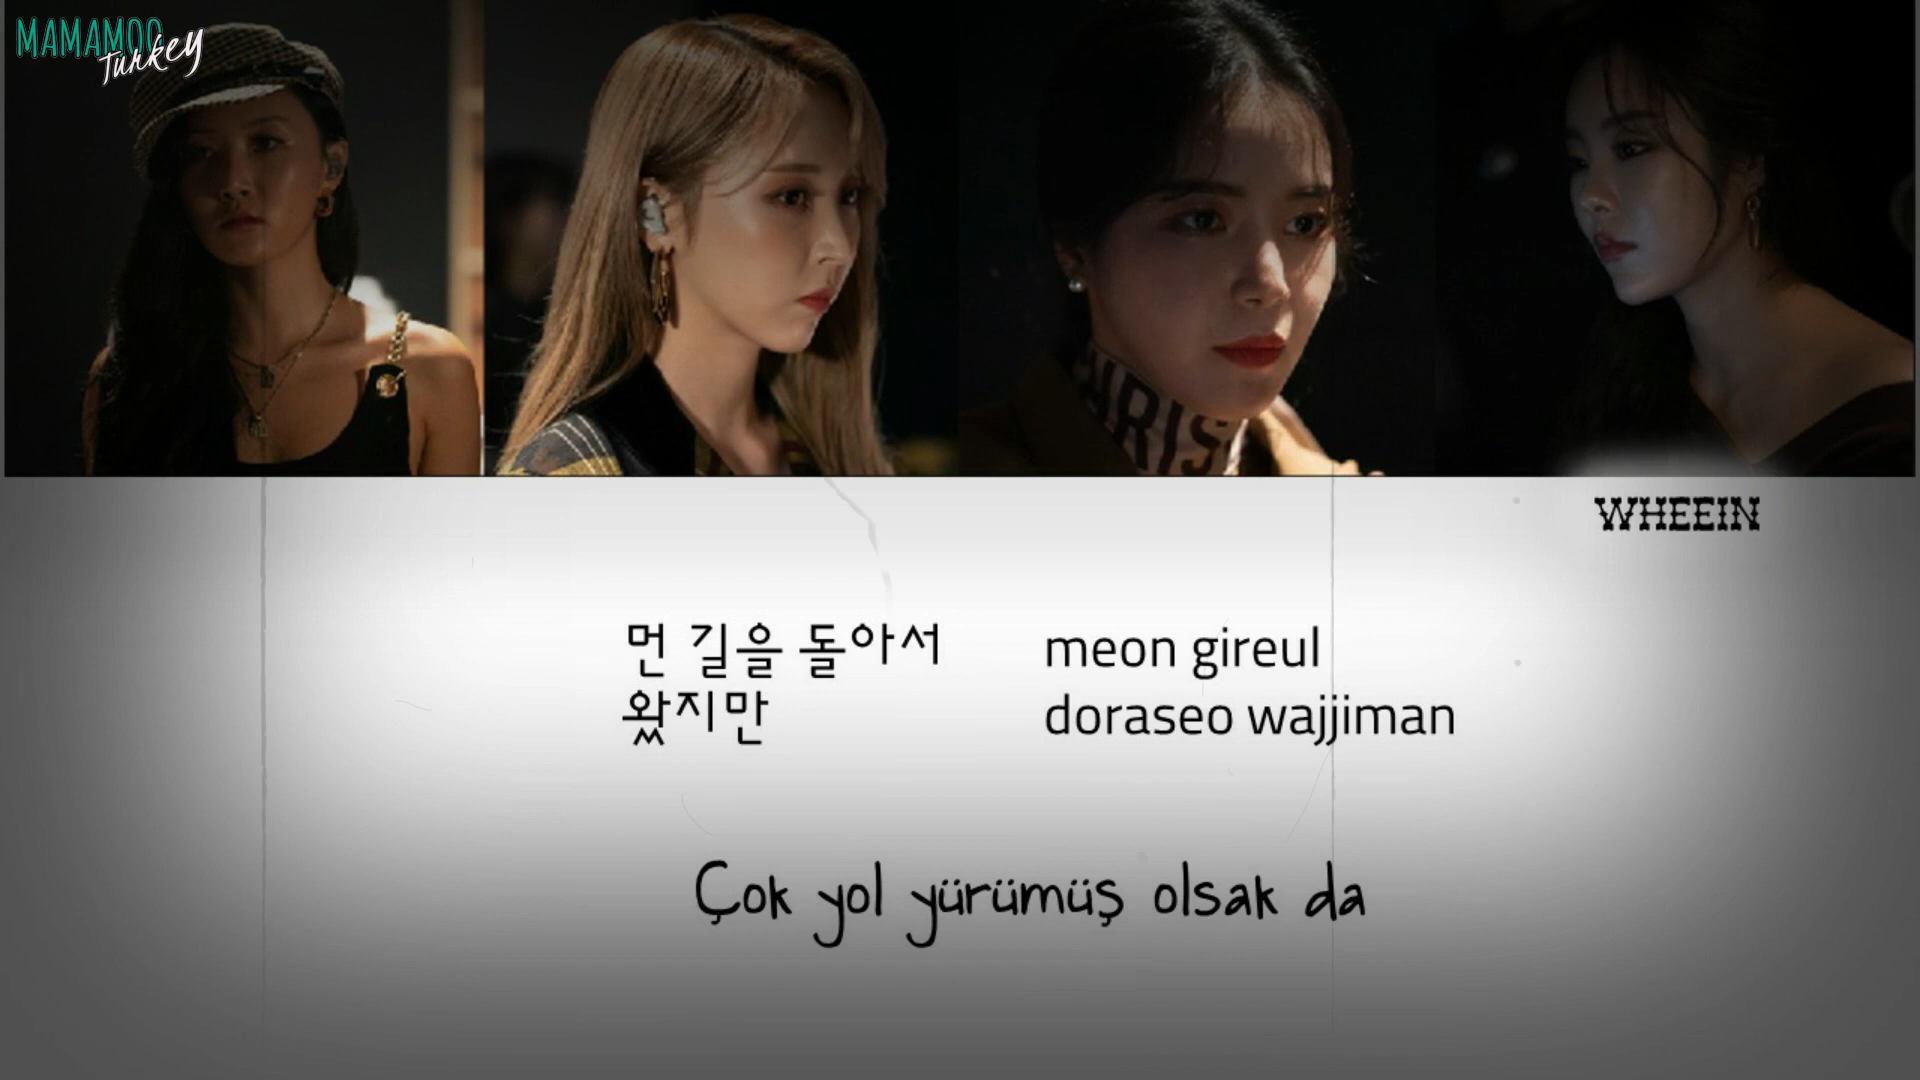 MAMAMOO
Turkey
WHEEIN
먼 길을 돌아서
왔지만
meon gireul
doraseo wajjiman
Çok yol yürümüş olsak da
ARIS